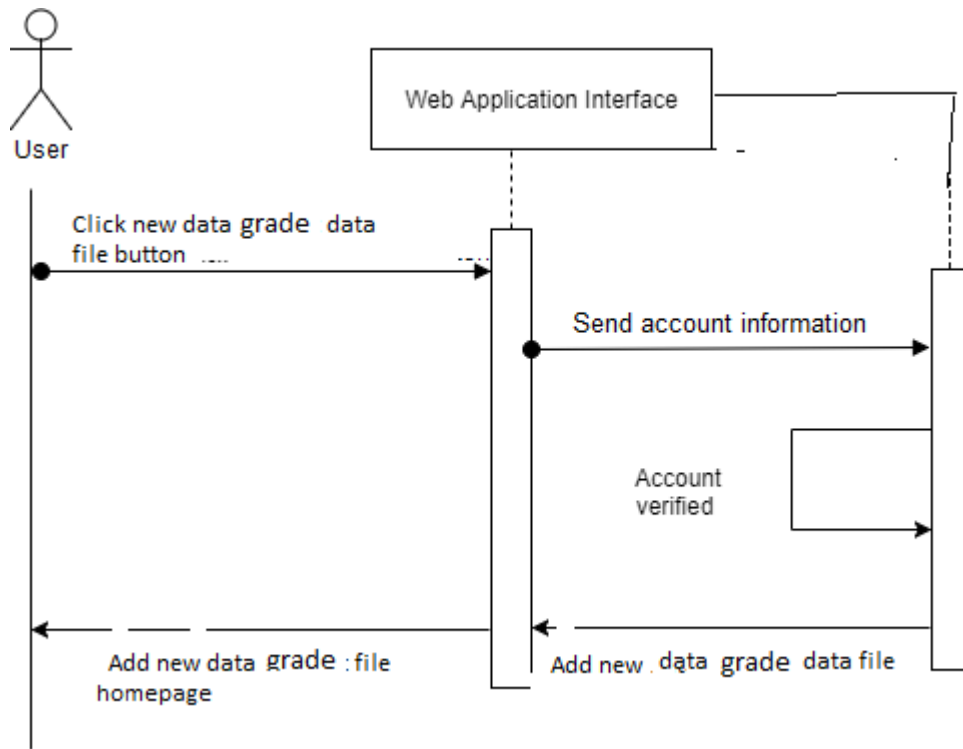 User
Web Application Interface
Click new data grade data
file button
Send account information
Account
verified
Add new data grade : file
homepage
Add new . data grade data file